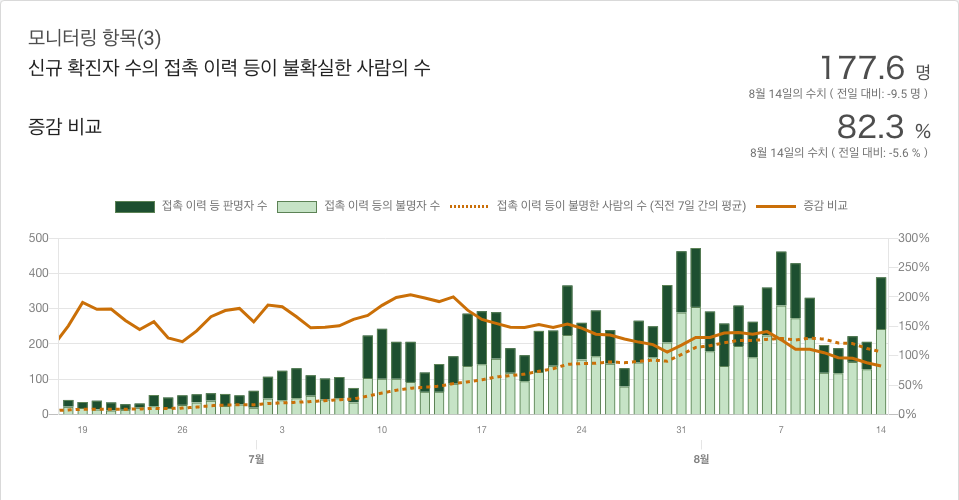 모니터링 항목(3)
신규 확진자 수의 접촉 이력 등이 불확실한 사람의 수
177.6 명
8월 14일의 수치 ( 전일 대비: -9.5 명 )
증감 비교
82.3 %
8월 14일의 수치 ( 전일 대비: -5.6 % )
접촉 이력 등 판명자 수 접촉 이력 등의 불명자 수 접촉 이력 등이 불명한 사람의 수 (직전 7일 간의 평균) 증감 비교
500 300%
250%
400
200%
300
150%
200
100%
100
50%
0 0%
19 26 3 10 17 24 31 7 14
7월 8월